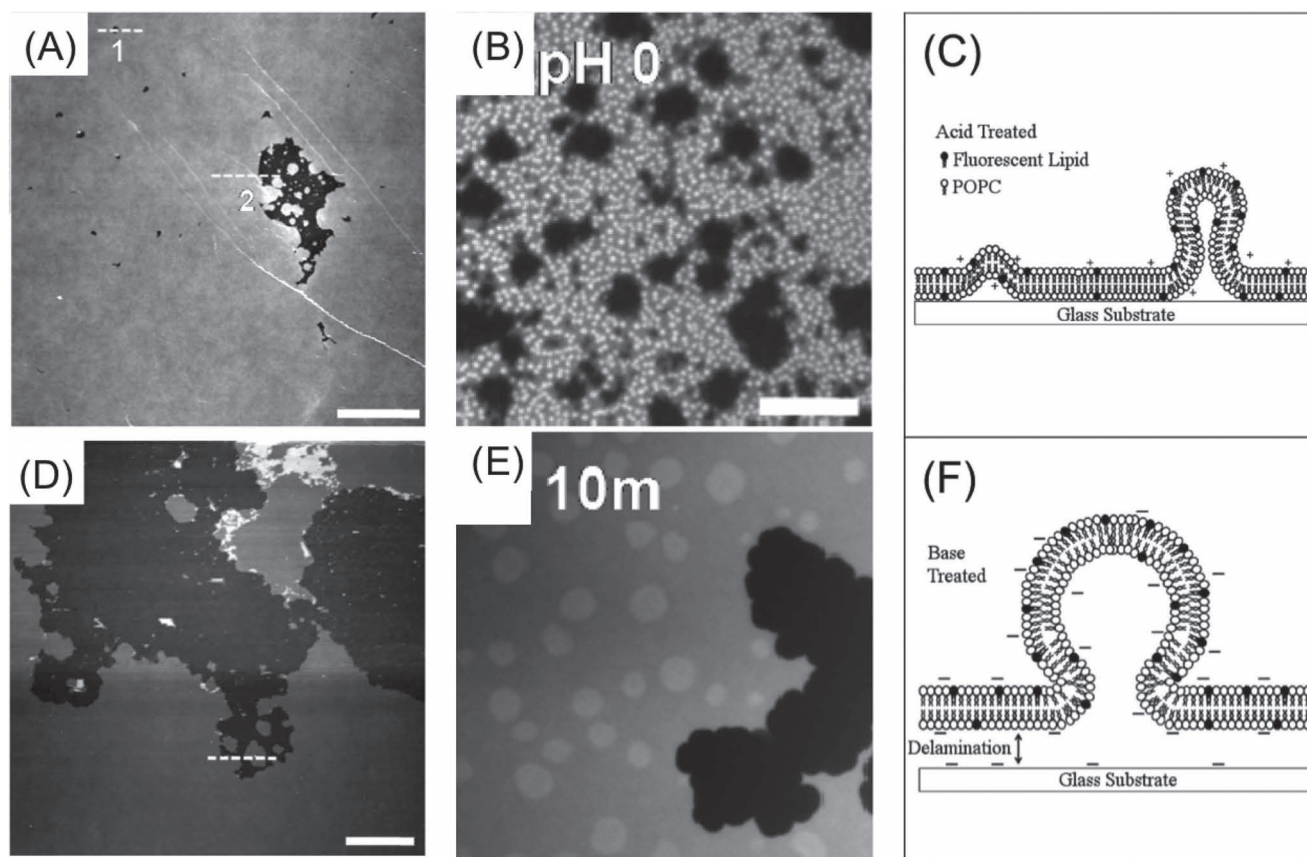 (A)
1
2
(B)
pH 0
(C)
Acid Treated
Fluorescent Lipid
POPC
+ + + + + + + + +
Glass Substrate
(D)
(E)
10m
(F)
Base
Treated
Delamination
Glass Substrate